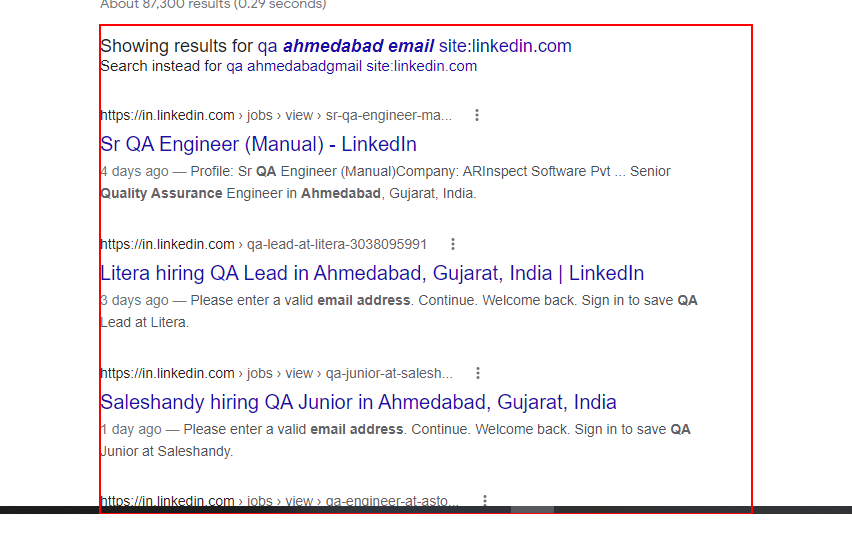 About 87,300 results (0.29 seconds)
Showing results for qa ahmedabad email site:linkedin.com
Search instead for qa ahmedabadgmail site:linkedin.com
https://in.linkedin.com › jobs › view › sr-qa-engineer-ma...
Sr QA Engineer (Manual) - LinkedIn
4 days ago — Profile: Sr QA Engineer (Manual)Company: ARInspect Software Pvt ... Senior
Quality Assurance Engineer in Ahmedabad, Gujarat, India.
https://in.linkedin.com › qa-lead-at-litera-3038095991
Litera hiring QA Lead in Ahmedabad, Gujarat, India | LinkedIn
3 days ago — Please enter a valid email address. Continue. Welcome back. Sign in to save QA
Lead at Litera.
https://in.linkedin.com › jobs › view › qa-junior-at-salesh...
Saleshandy hiring QA Junior in Ahmedabad, Gujarat, India
1 day ago — Please enter a valid email address. Continue. Welcome back. Sign in to save QA
Junior at Saleshandy.
https://in.linkedin.com › jobs › view › qa-engineer-at-asto...